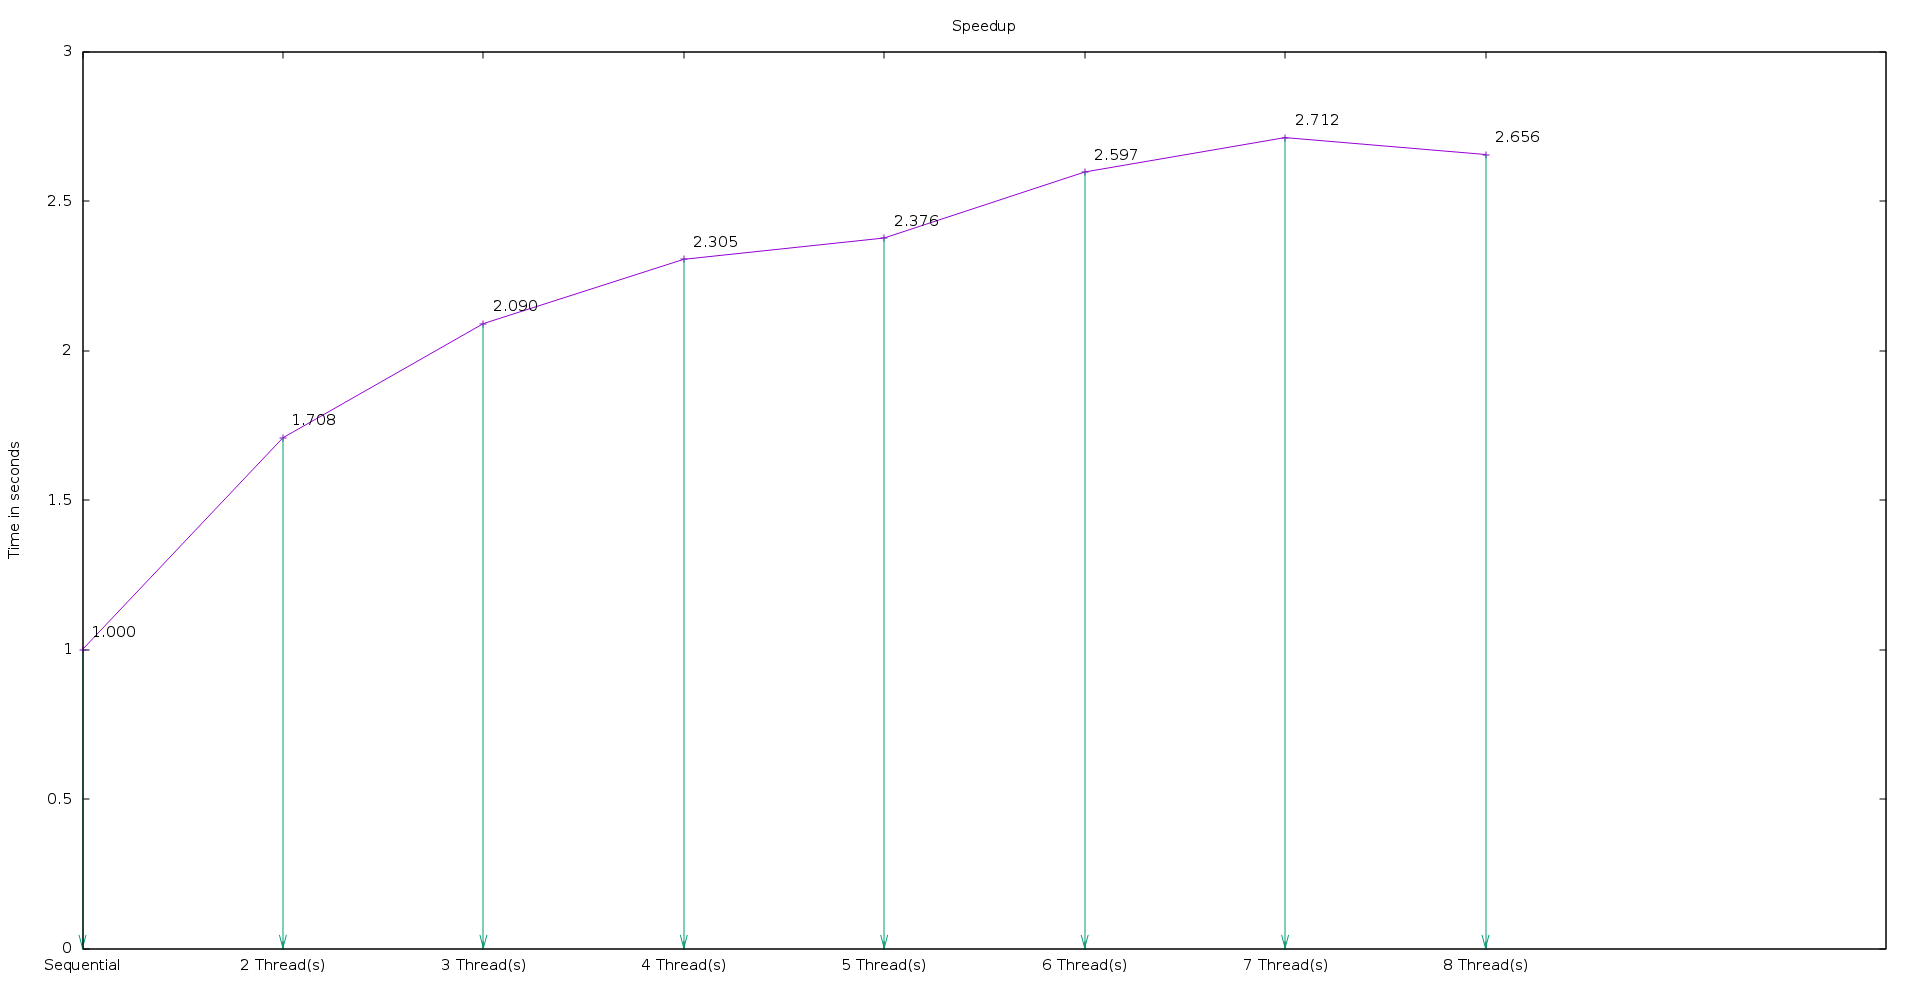 Speedup
3
2.5
2
1.5
1
0.5
0
Time in seconds
1.000
1.708
2.090
2.305
2.376
2.597
2.712
2.656
Sequential
2 Thread(s)
3 Thread(s)
4 Thread(s)
5 Thread(s)
6 Thread(s)
7 Thread(s)
8 Thread(s)